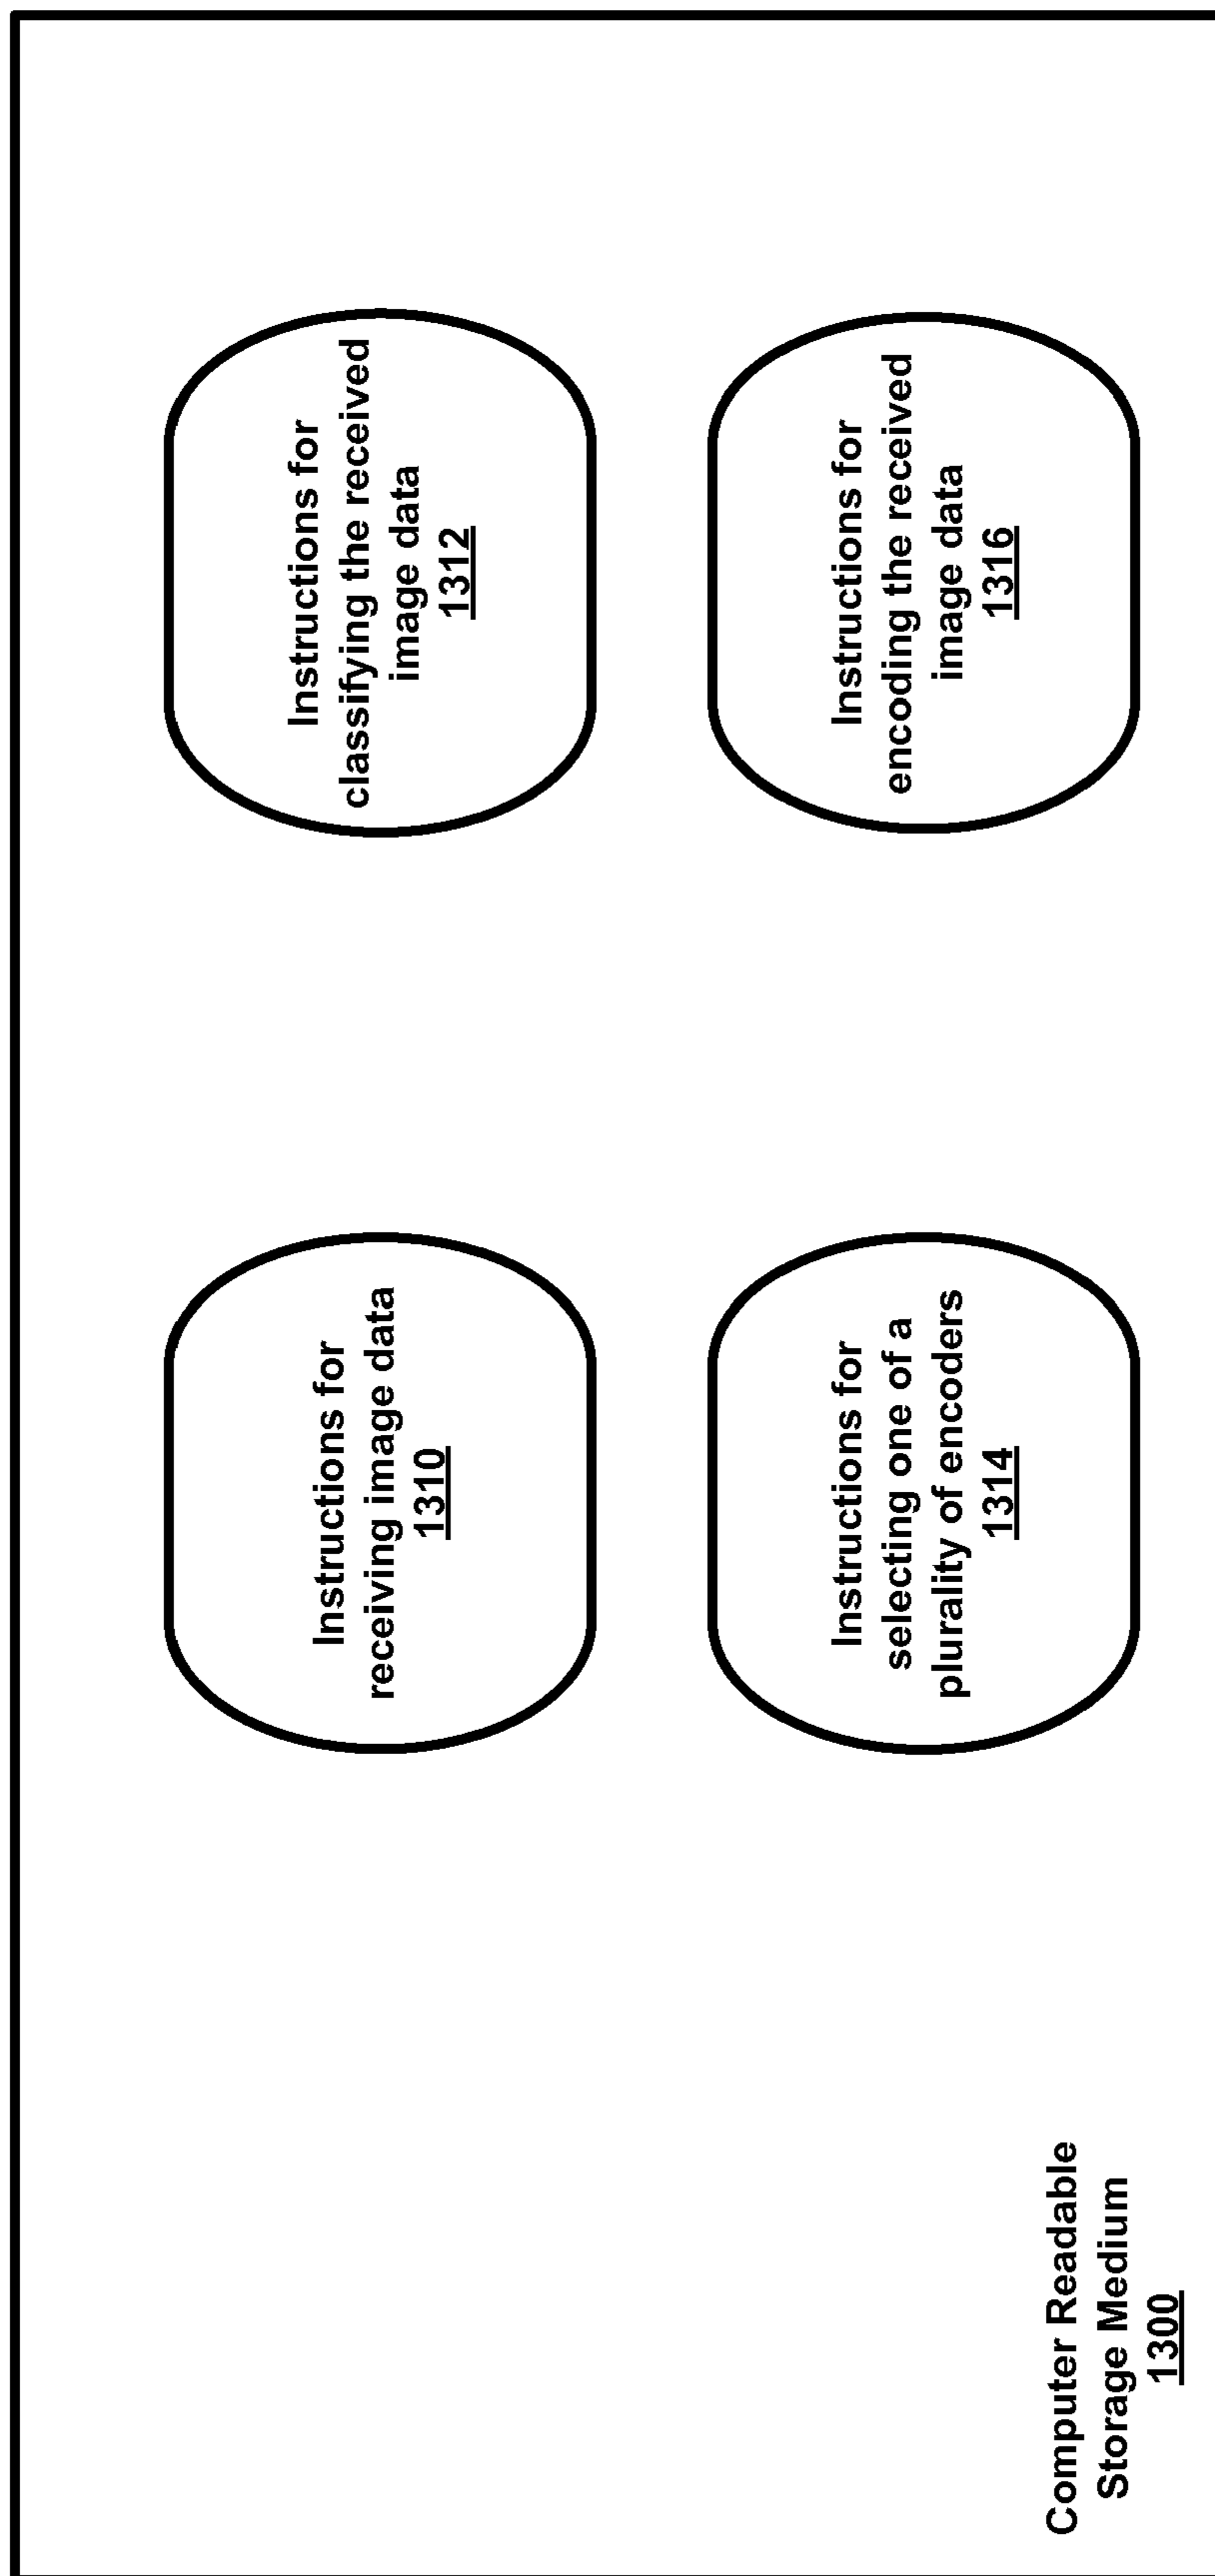 Instructions for
receiving image data
1310
Instructions for
classifying the received
image data
1312
Instructions for
selecting one of a
plurality of encoders
1314
Instructions for
encoding the received
image data
1316
Computer Readable
Storage Medium
1300